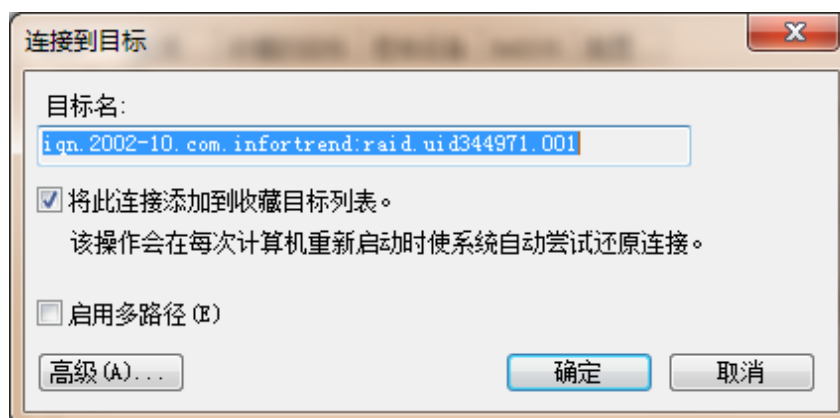 连接到目标
目标名:
iqn.2002-10.com.infortrend:raid.uid344971.001
将此连接添加到收藏目标列表。
该操作会在每次计算机重新启动时使系统自动尝试还原连接。
启用多路径(E)
高级(A)...
确定
取消